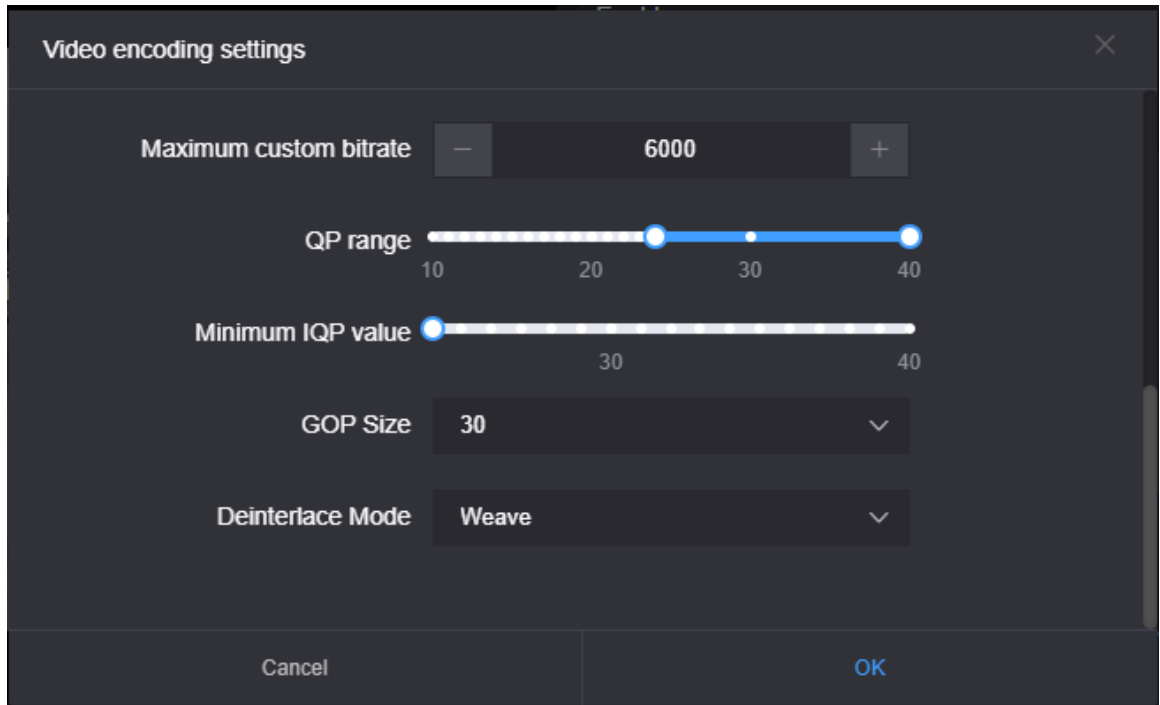 Video encoding settings
Maximum custom bitrate 6000
QP range
10 20 30 40
Minimum IQP value
30 40
GOP Size 30
Deinterlace Mode Weave
Cancel OK